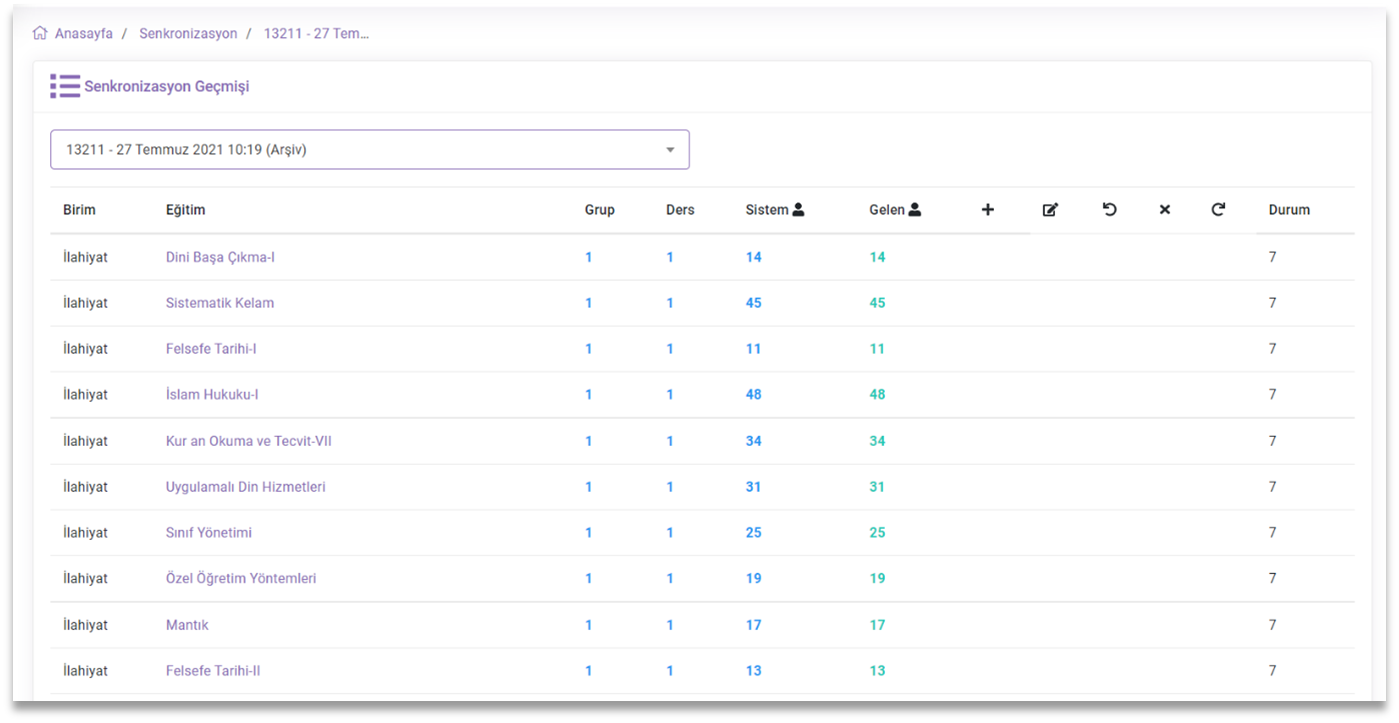 Anasayfa / Senkronizasyon / 13211 - 27 Tem...
Senkronizasyon Geçmişi
13211 - 27 Temmuz 2021 10:19 (Arşiv)
Birim Eğitim Grup Ders Sistem Gelen Durum
İlahiyat Dini Başa Çıkma-I 1 1 14 14 7
İlahiyat Sistematik Kelam 1 1 45 45 7
İlahiyat Felsefe Tarihi-I 1 1 11 11 7
İlahiyat İslam Hukuku-I 1 1 48 48 7
İlahiyat Kur an Okuma ve Tecvit-VII 1 1 34 34 7
İlahiyat Uygulamalı Din Hizmetleri 1 1 31 31 7
İlahiyat Sınıf Yönetimi 1 1 25 25 7
İlahiyat Özel Öğretim Yöntemleri 1 1 19 19 7
İlahiyat Mantık 1 1 17 17 7
İlahiyat Felsefe Tarihi-II 1 1 13 13 7